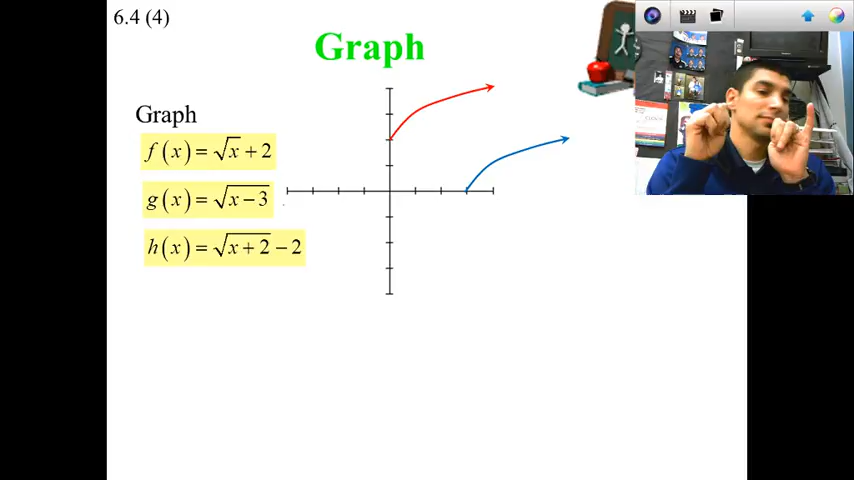 6.4 (4)
Graph
Graph
f(x) = √x + 2
g(x) = √(x − 3)
h(x) = √(x + 2) − 2